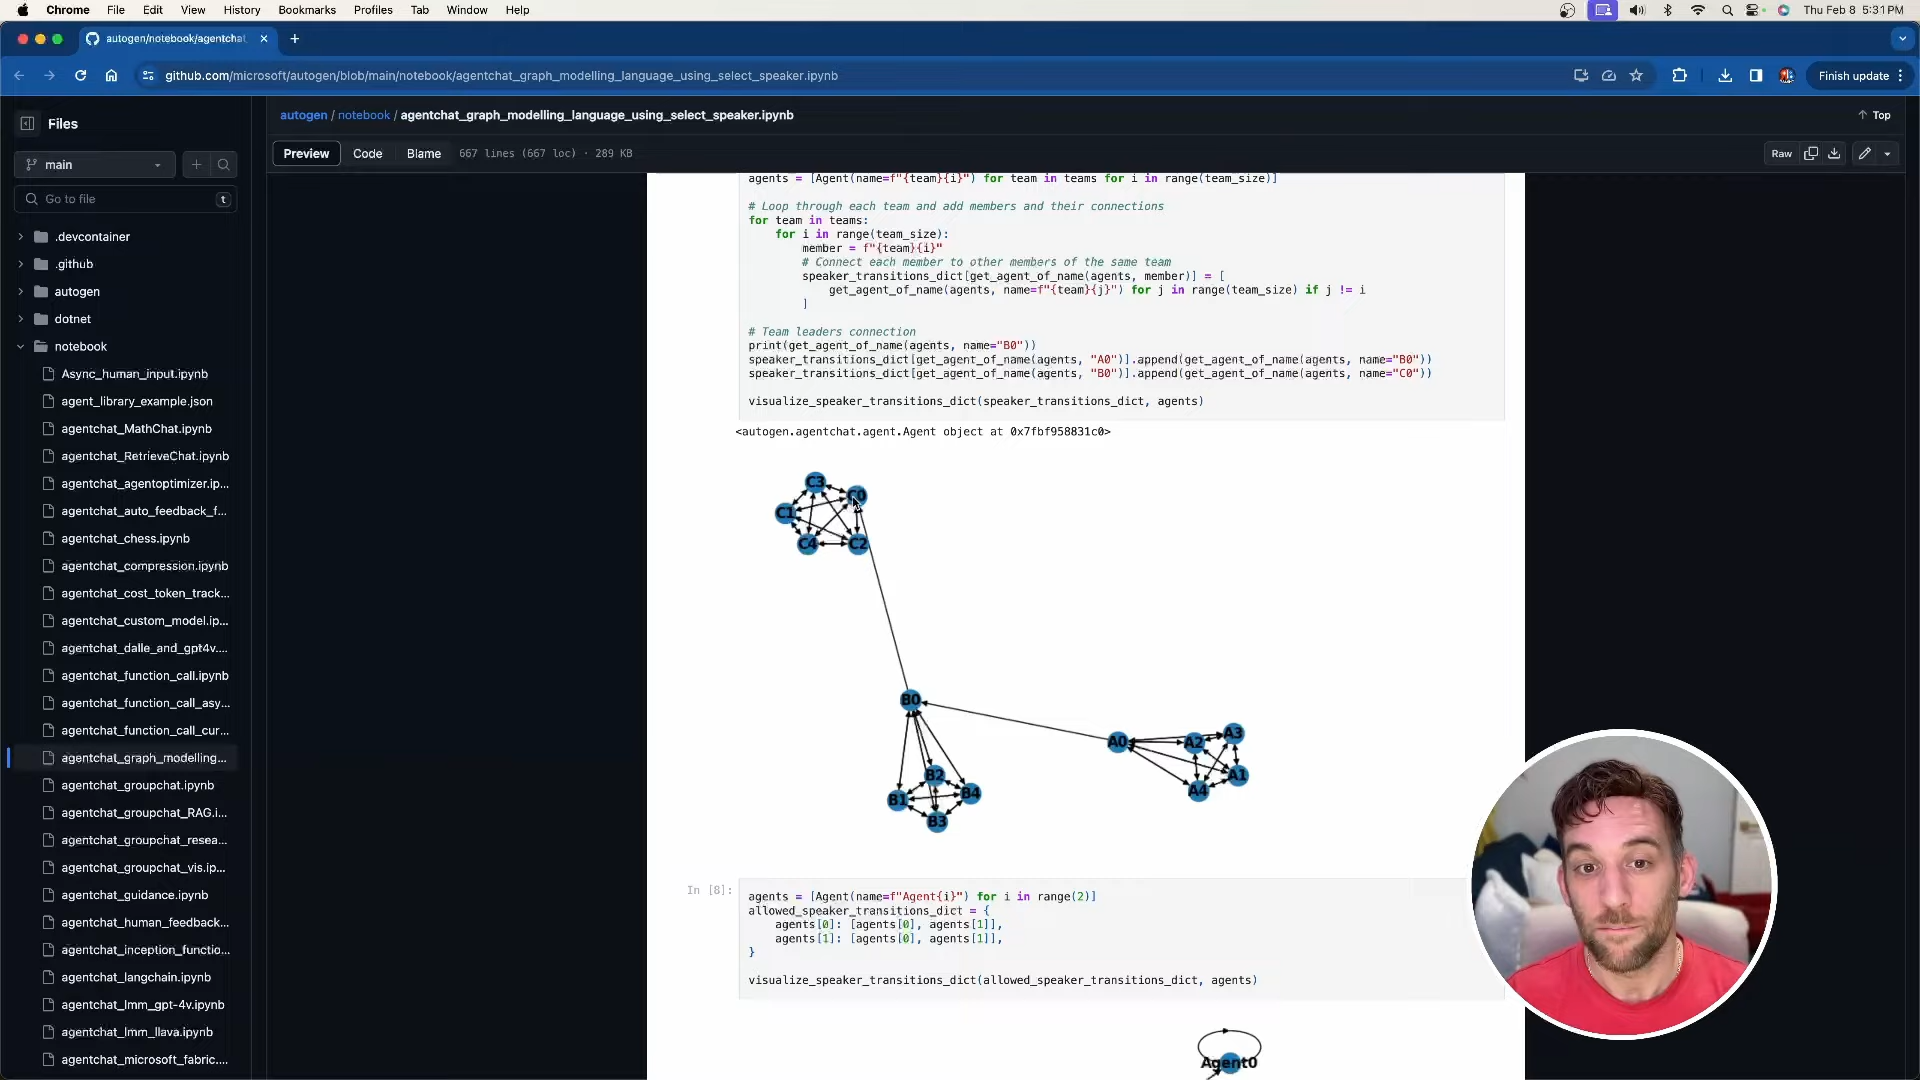 Chrome File Edit View History Bookmarks Profiles Tab Window Help Thu Feb 8 5:31 PM
autogen/notebook/agentchat
github.com/microsoft/autogen/blob/main/notebook/agentchat_graph_modelling_language_using_select_speaker.ipynb Finish update
Files
main
Go to file t
.devcontainer
.github
autogen
dotnet
notebook
Async_human_input.ipynb
agent_library_example.json
agentchat_MathChat.ipynb
agentchat_RetrieveChat.ipynb
agentchat_agentoptimizer.ip...
agentchat_auto_feedback_f...
agentchat_chess.ipynb
agentchat_compression.ipynb
agentchat_cost_token_track...
agentchat_custom_model.ip...
agentchat_dalle_and_gpt4v....
agentchat_function_call.ipynb
agentchat_function_call_asy...
agentchat_function_call_cur...
agentchat_graph_modelling...
agentchat_groupchat.ipynb
agentchat_groupchat_RAG.i...
agentchat_groupchat_resea...
agentchat_groupchat_vis.ip...
agentchat_guidance.ipynb
agentchat_human_feedback...
agentchat_inception_functio...
agentchat_langchain.ipynb
agentchat_lmm_gpt-4v.ipynb
agentchat_lmm_llava.ipynb
agentchat_microsoft_fabric....
autogen / notebook / agentchat_graph_modelling_language_using_select_speaker.ipynb Top
Preview Code Blame 667 lines (667 loc) · 289 KB Raw
agents = [Agent(name=f"{team}{i}") for team in teams for i in range(team_size)]
# Loop through each team and add members and their connections
for team in teams:
for i in range(team_size):
member = f"{team}{i}"
# Connect each member to other members of the same team
speaker_transitions_dict[get_agent_of_name(agents, member)] = [
get_agent_of_name(agents, name=f"{team}{j}") for j in range(team_size) if j != i
]
# Team leaders connection
print(get_agent_of_name(agents, name="B0"))
speaker_transitions_dict[get_agent_of_name(agents, "A0")].append(get_agent_of_name(agents, name="B0"))
speaker_transitions_dict[get_agent_of_name(agents, "B0")].append(get_agent_of_name(agents, name="C0"))
visualize_speaker_transitions_dict(speaker_transitions_dict, agents)
<autogen.agentchat.agent.Agent object at 0x7fbf958831c0>
C3
C0
C1
C4 C2
B0
A0 A2 A3
A1
A4
B2
B1 B4
B3
In [8]:
agents = [Agent(name=f"Agent{i}") for i in range(2)]
allowed_speaker_transitions_dict = {
agents[0]: [agents[0], agents[1]],
agents[1]: [agents[0], agents[1]],
}
visualize_speaker_transitions_dict(allowed_speaker_transitions_dict, agents)
Agent0